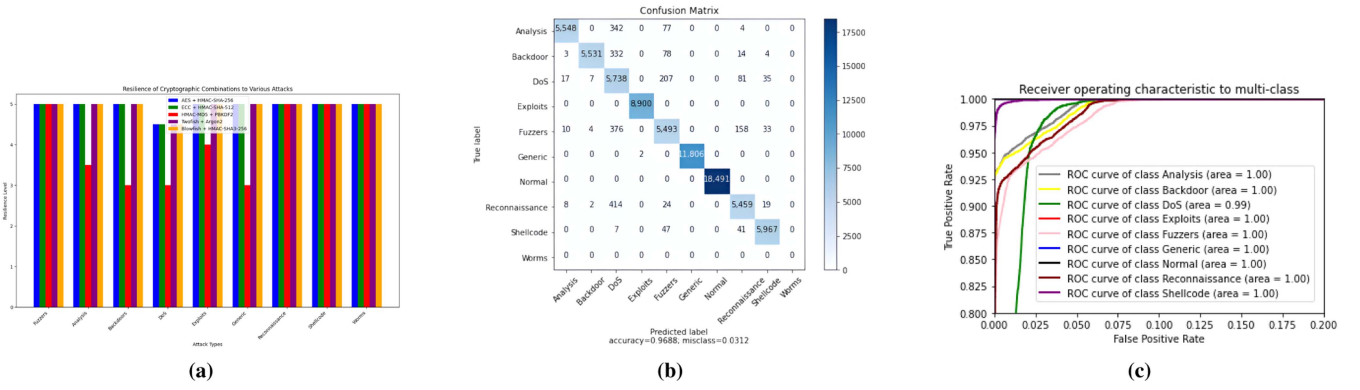 Resilience of Cryptographic Combinations to Various Attacks
AES + HMAC-SHA-256
ECC + HMAC-SHA-512
HMAC-MD5 + PBKDF2
Twofish + Argon2
Blowfish + HMAC-SHA3-256
Resilience Level
5
4
3
2
1
0
Fuzzers
Analysis
Backdoors
DoS
Exploits
Generic
Reconnaissance
Shellcode
Worms
Attack Types
(a)
Confusion Matrix
True label
Analysis 5,548 0 342 0 77 0 0 4 0 0
Backdoor 3 5,531 332 0 78 0 0 14 4 0
DoS 17 7 5,738 0 207 0 0 81 35 0
Exploits 0 0 0 8,900 0 0 0 0 0 0
Fuzzers 10 4 376 0 5,493 0 0 158 33 0
Generic 0 0 0 2 0 11,806 0 0 0 0
Normal 0 0 0 0 0 0 18,491 0 0 0
Reconnaissance 8 2 414 0 24 0 0 5,459 19 0
Shellcode 0 0 7 0 47 0 0 41 5,967 0
Worms 0 0 0 0 0 0 0 0 0 0
Analysis
Backdoor
DoS
Exploits
Fuzzers
Generic
Normal
Reconnaissance
Shellcode
Worms
Predicted label
accuracy=0.9688, misclass=0.0312
17500
15000
12500
10000
7500
5000
2500
0
(b)
Receiver operating characteristic to multi-class
True Positive Rate
1.000
0.975
0.950
0.925
0.900
0.875
0.850
0.825
0.800
ROC curve of class Analysis (area = 1.00)
ROC curve of class Backdoor (area = 1.00)
ROC curve of class DoS (area = 0.99)
ROC curve of class Exploits (area = 1.00)
ROC curve of class Fuzzers (area = 1.00)
ROC curve of class Generic (area = 1.00)
ROC curve of class Normal (area = 1.00)
ROC curve of class Reconnaissance (area = 1.00)
ROC curve of class Shellcode (area = 1.00)
0.000 0.025 0.050 0.075 0.100 0.125 0.150 0.175 0.200
False Positive Rate
(c)